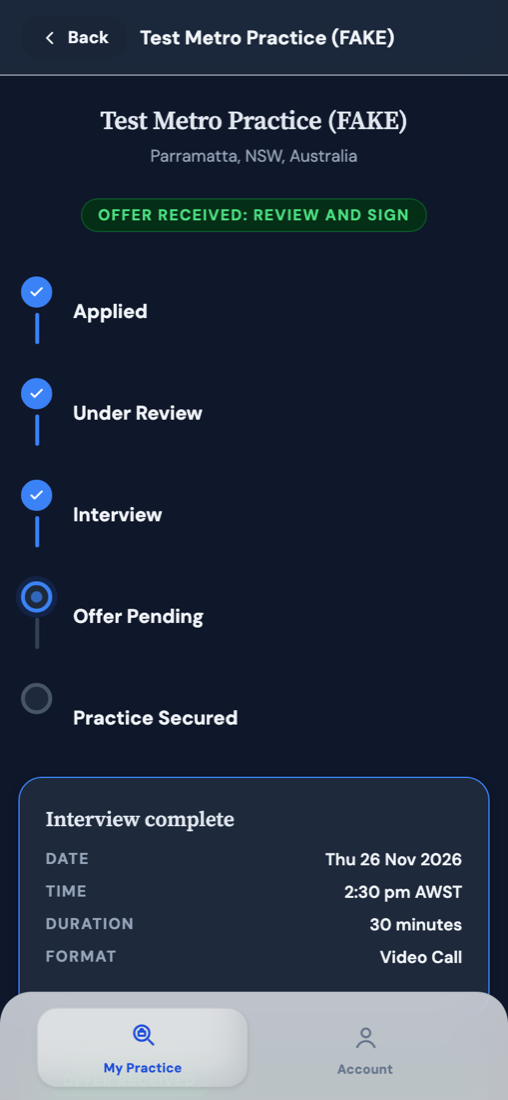 Back
Test Metro Practice (FAKE)
Test Metro Practice (FAKE)
Parramatta, NSW, Australia
OFFER RECEIVED: REVIEW AND SIGN
Applied
Under Review
Interview
Offer Pending
Practice Secured
Interview complete
DATE Thu 26 Nov 2026
TIME 2:30 pm AWST
DURATION 30 minutes
FORMAT Video Call
My Practice
Account